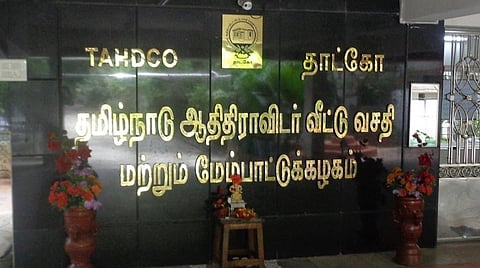 TAHDCO தாட்கோ
தாட்கோ
தமிழ்நாடு ஆதிதிராவிடர் வீட்டு வசதி
மற்றும் மேம்பாட்டுக்கழகம்